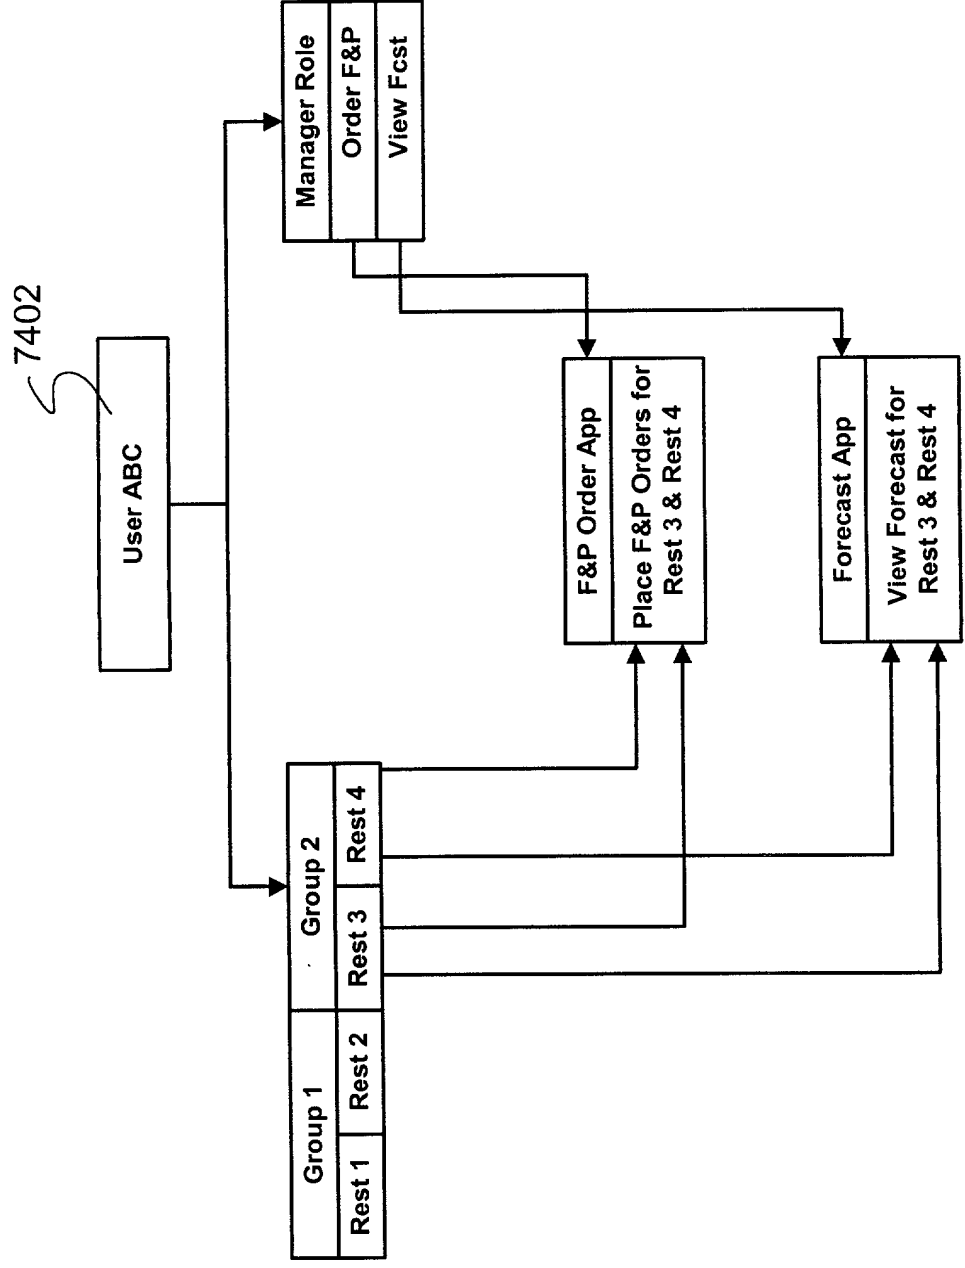 7402
User ABC
Group 1
Group 2
Rest 1
Rest 2
Rest 3
Rest 4
Manager Role
Order F&P
View Fcst
F&P Order App
Place F&P Orders for
Rest 3 & Rest 4
Forecast App
View Forecast for
Rest 3 & Rest 4